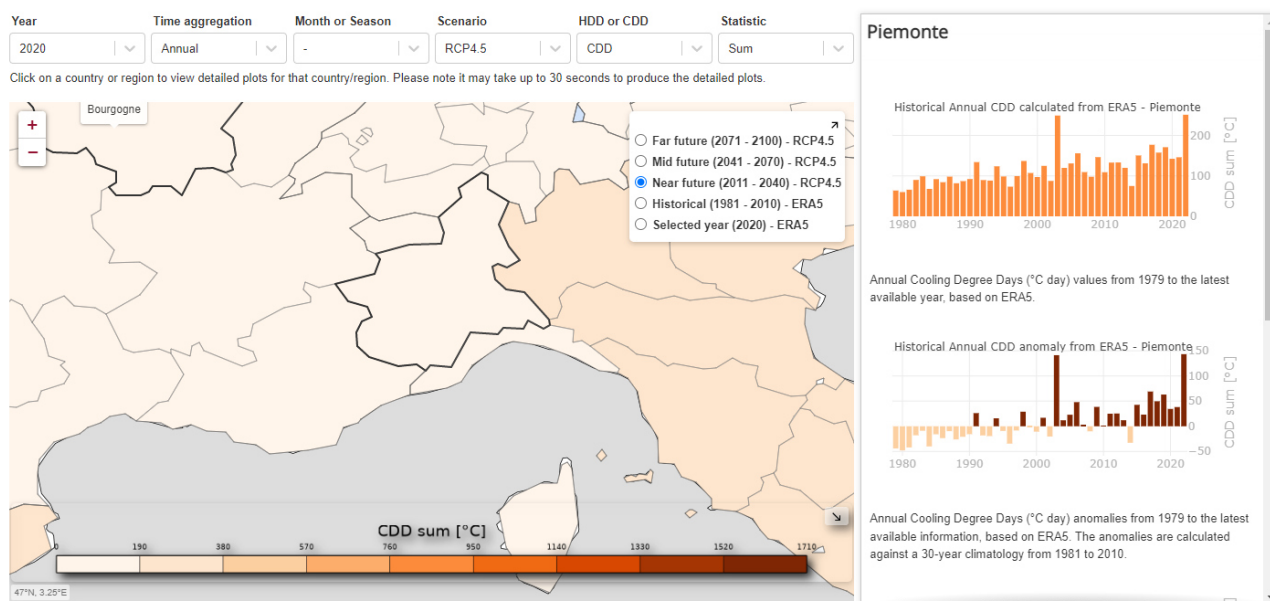 Year Time aggregation Month or Season Scenario HDD or CDD Statistic
2020 Annual - RCP4.5 CDD Sum
Click on a country or region to view detailed plots for that country/region. Please note it may take up to 30 seconds to produce the detailed plots.
+
−
Bourgogne
Far future (2071 - 2100) - RCP4.5
Mid future (2041 - 2070) - RCP4.5
Near future (2011 - 2040) - RCP4.5
Historical (1981 - 2010) - ERA5
Selected year (2020) - ERA5
CDD sum [°C]
0 190 380 570 760 950 1140 1330 1520 1710
47°N, 3.25°E
Piemonte
Historical Annual CDD calculated from ERA5 - Piemonte
200
100
0
CDD sum [°C]
1980 1990 2000 2010 2020
Annual Cooling Degree Days (°C day) values from 1979 to the latest
available year, based on ERA5.
Historical Annual CDD anomaly from ERA5 - Piemonte
150
100
50
0
−50
CDD sum [°C]
1980 1990 2000 2010 2020
Annual Cooling Degree Days (°C day) anomalies from 1979 to the latest
available information, based on ERA5. The anomalies are calculated
against a 30-year climatology from 1981 to 2010.